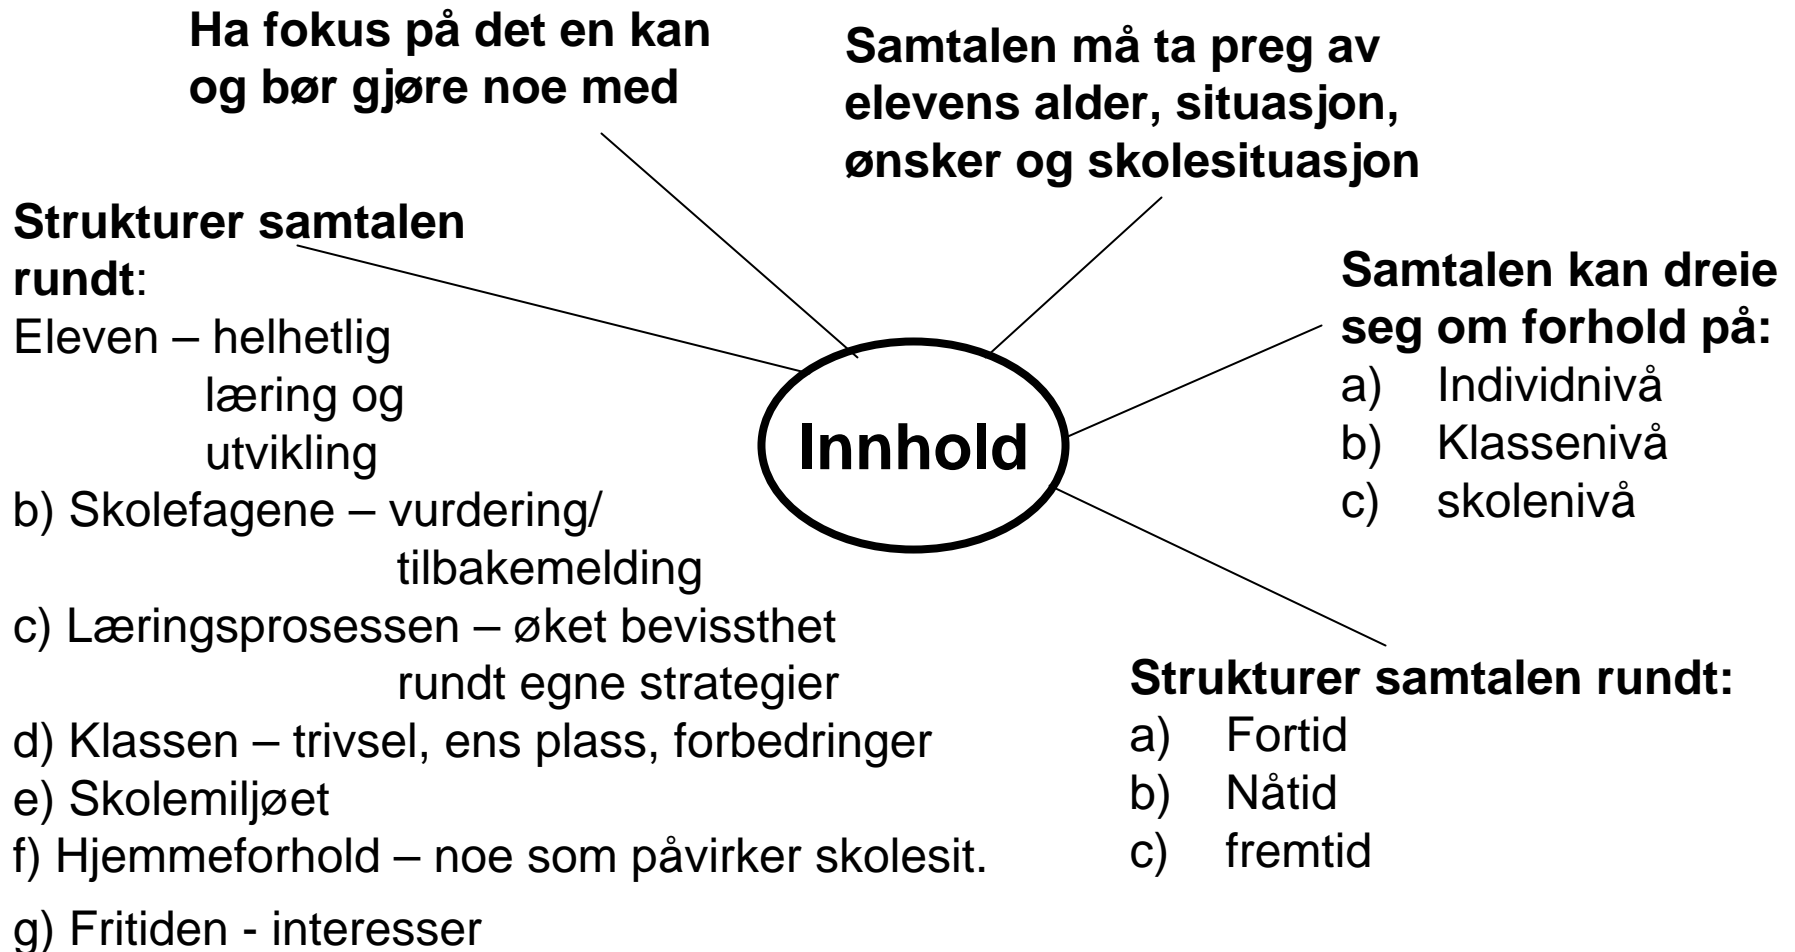 Ha fokus på det en kan
og bør gjøre noe med
Samtalen må ta preg av
elevens alder, situasjon,
ønsker og skolesituasjon
Strukturer samtalen
rundt:
Eleven – helhetlig
læring og
utvikling
b) Skolefagene – vurdering/
tilbakemelding
c) Læringsprosessen – øket bevissthet
rundt egne strategier
d) Klassen – trivsel, ens plass, forbedringer
e) Skolemiljøet
f) Hjemmeforhold – noe som påvirker skolesit.
g) Fritiden - interesser
Innhold
Samtalen kan dreie
seg om forhold på:
a) Individnivå
b) Klassenivå
c) skolenivå
Strukturer samtalen rundt:
a) Fortid
b) Nåtid
c) fremtid